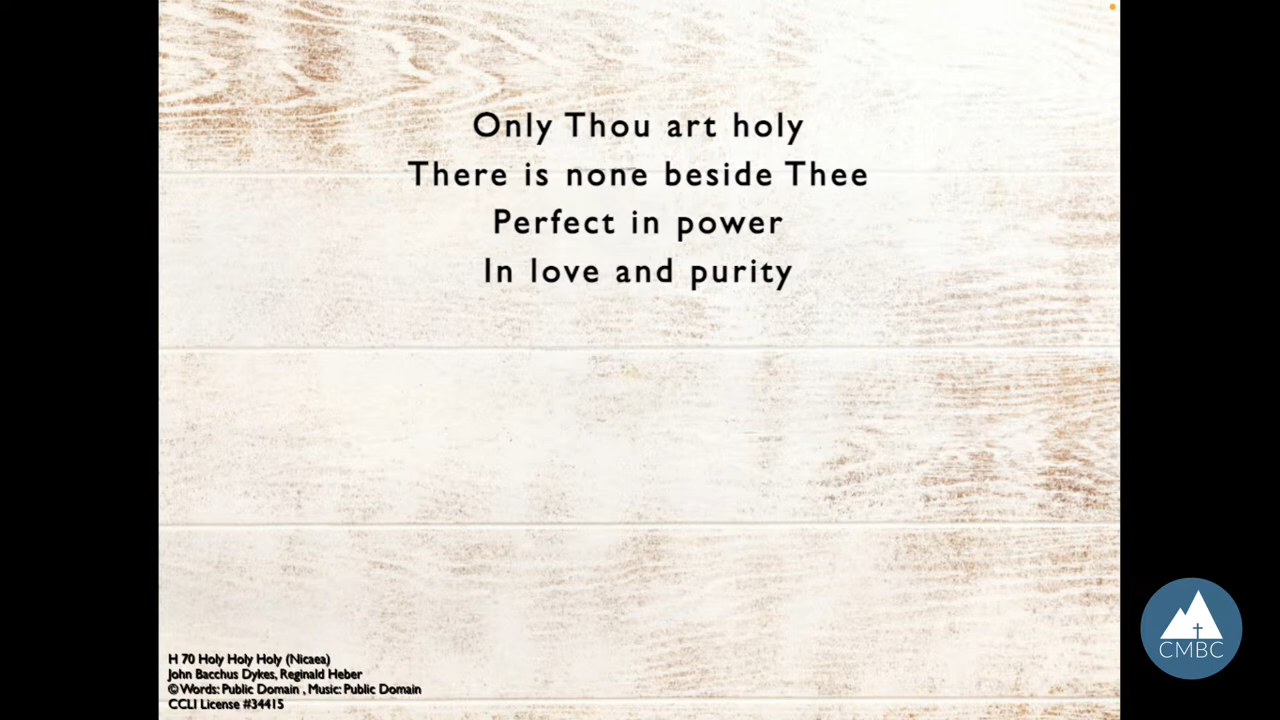 Only Thou art holy
There is none beside Thee
Perfect in power
In love and purity
H 70 Holy Holy Holy (Nicaea)
John Bacchus Dykes, Reginald Heber
© Words: Public Domain , Music: Public Domain
CCLI License #34415
CMBC